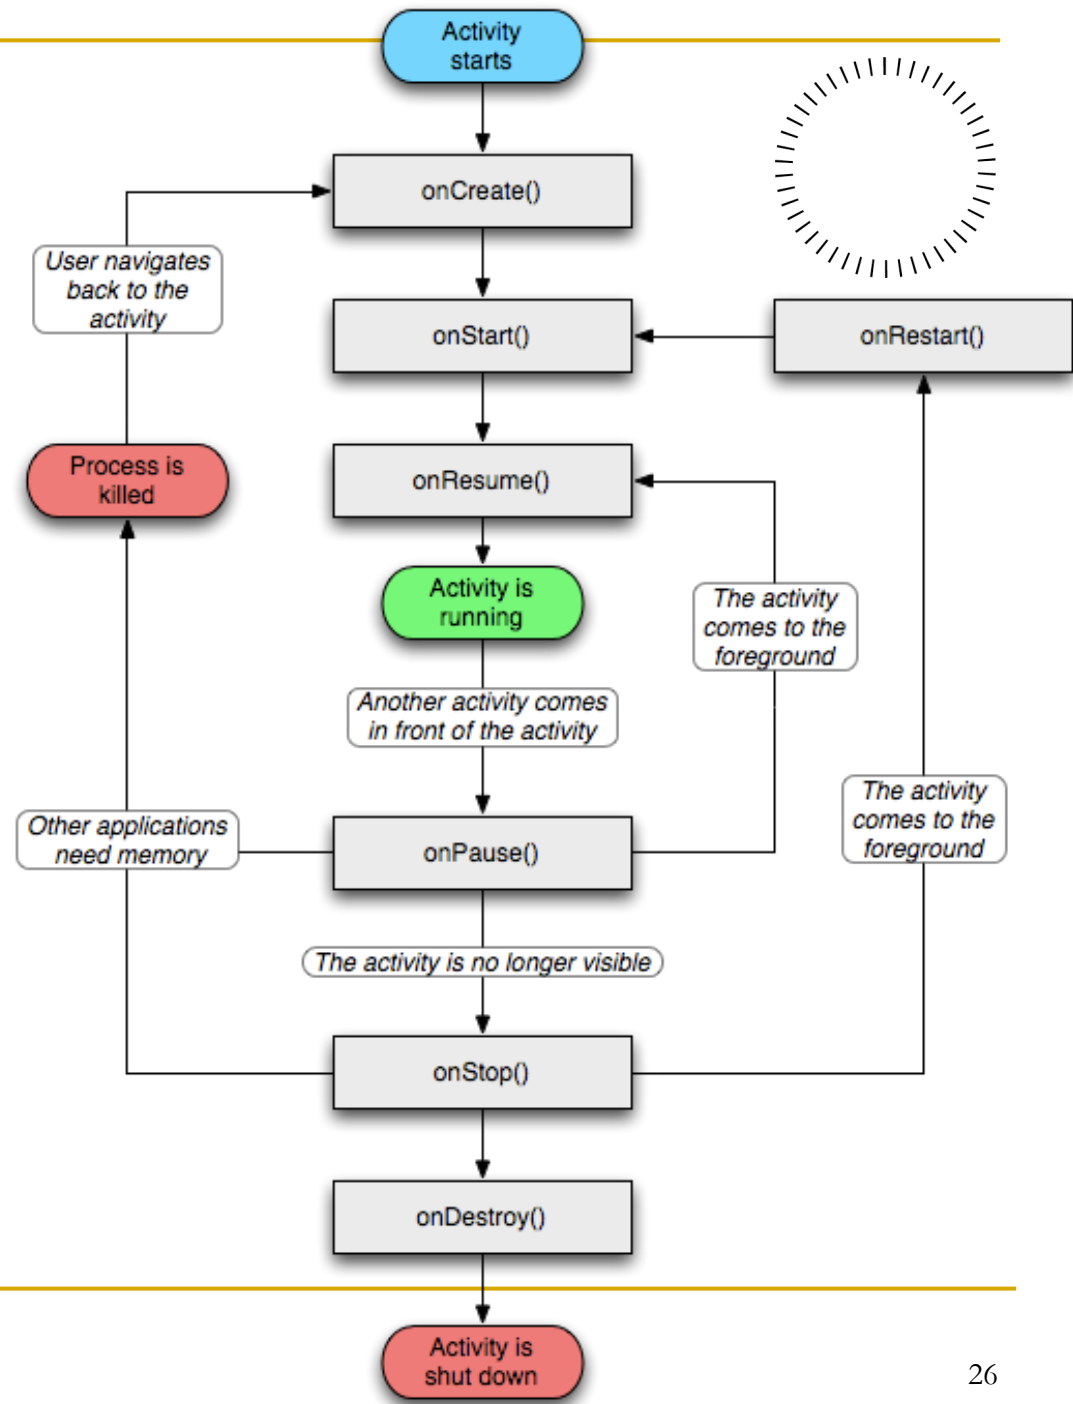 Activity
starts
onCreate()
User navigates
back to the
activity
onStart()
onRestart()
Process is
killed
onResume()
Activity is
running
The activity
comes to the
foreground
Another activity comes
in front of the activity
The activity
comes to the
foreground
Other applications
need memory
onPause()
The activity is no longer visible
onStop()
onDestroy()
Activity is
shut down
26